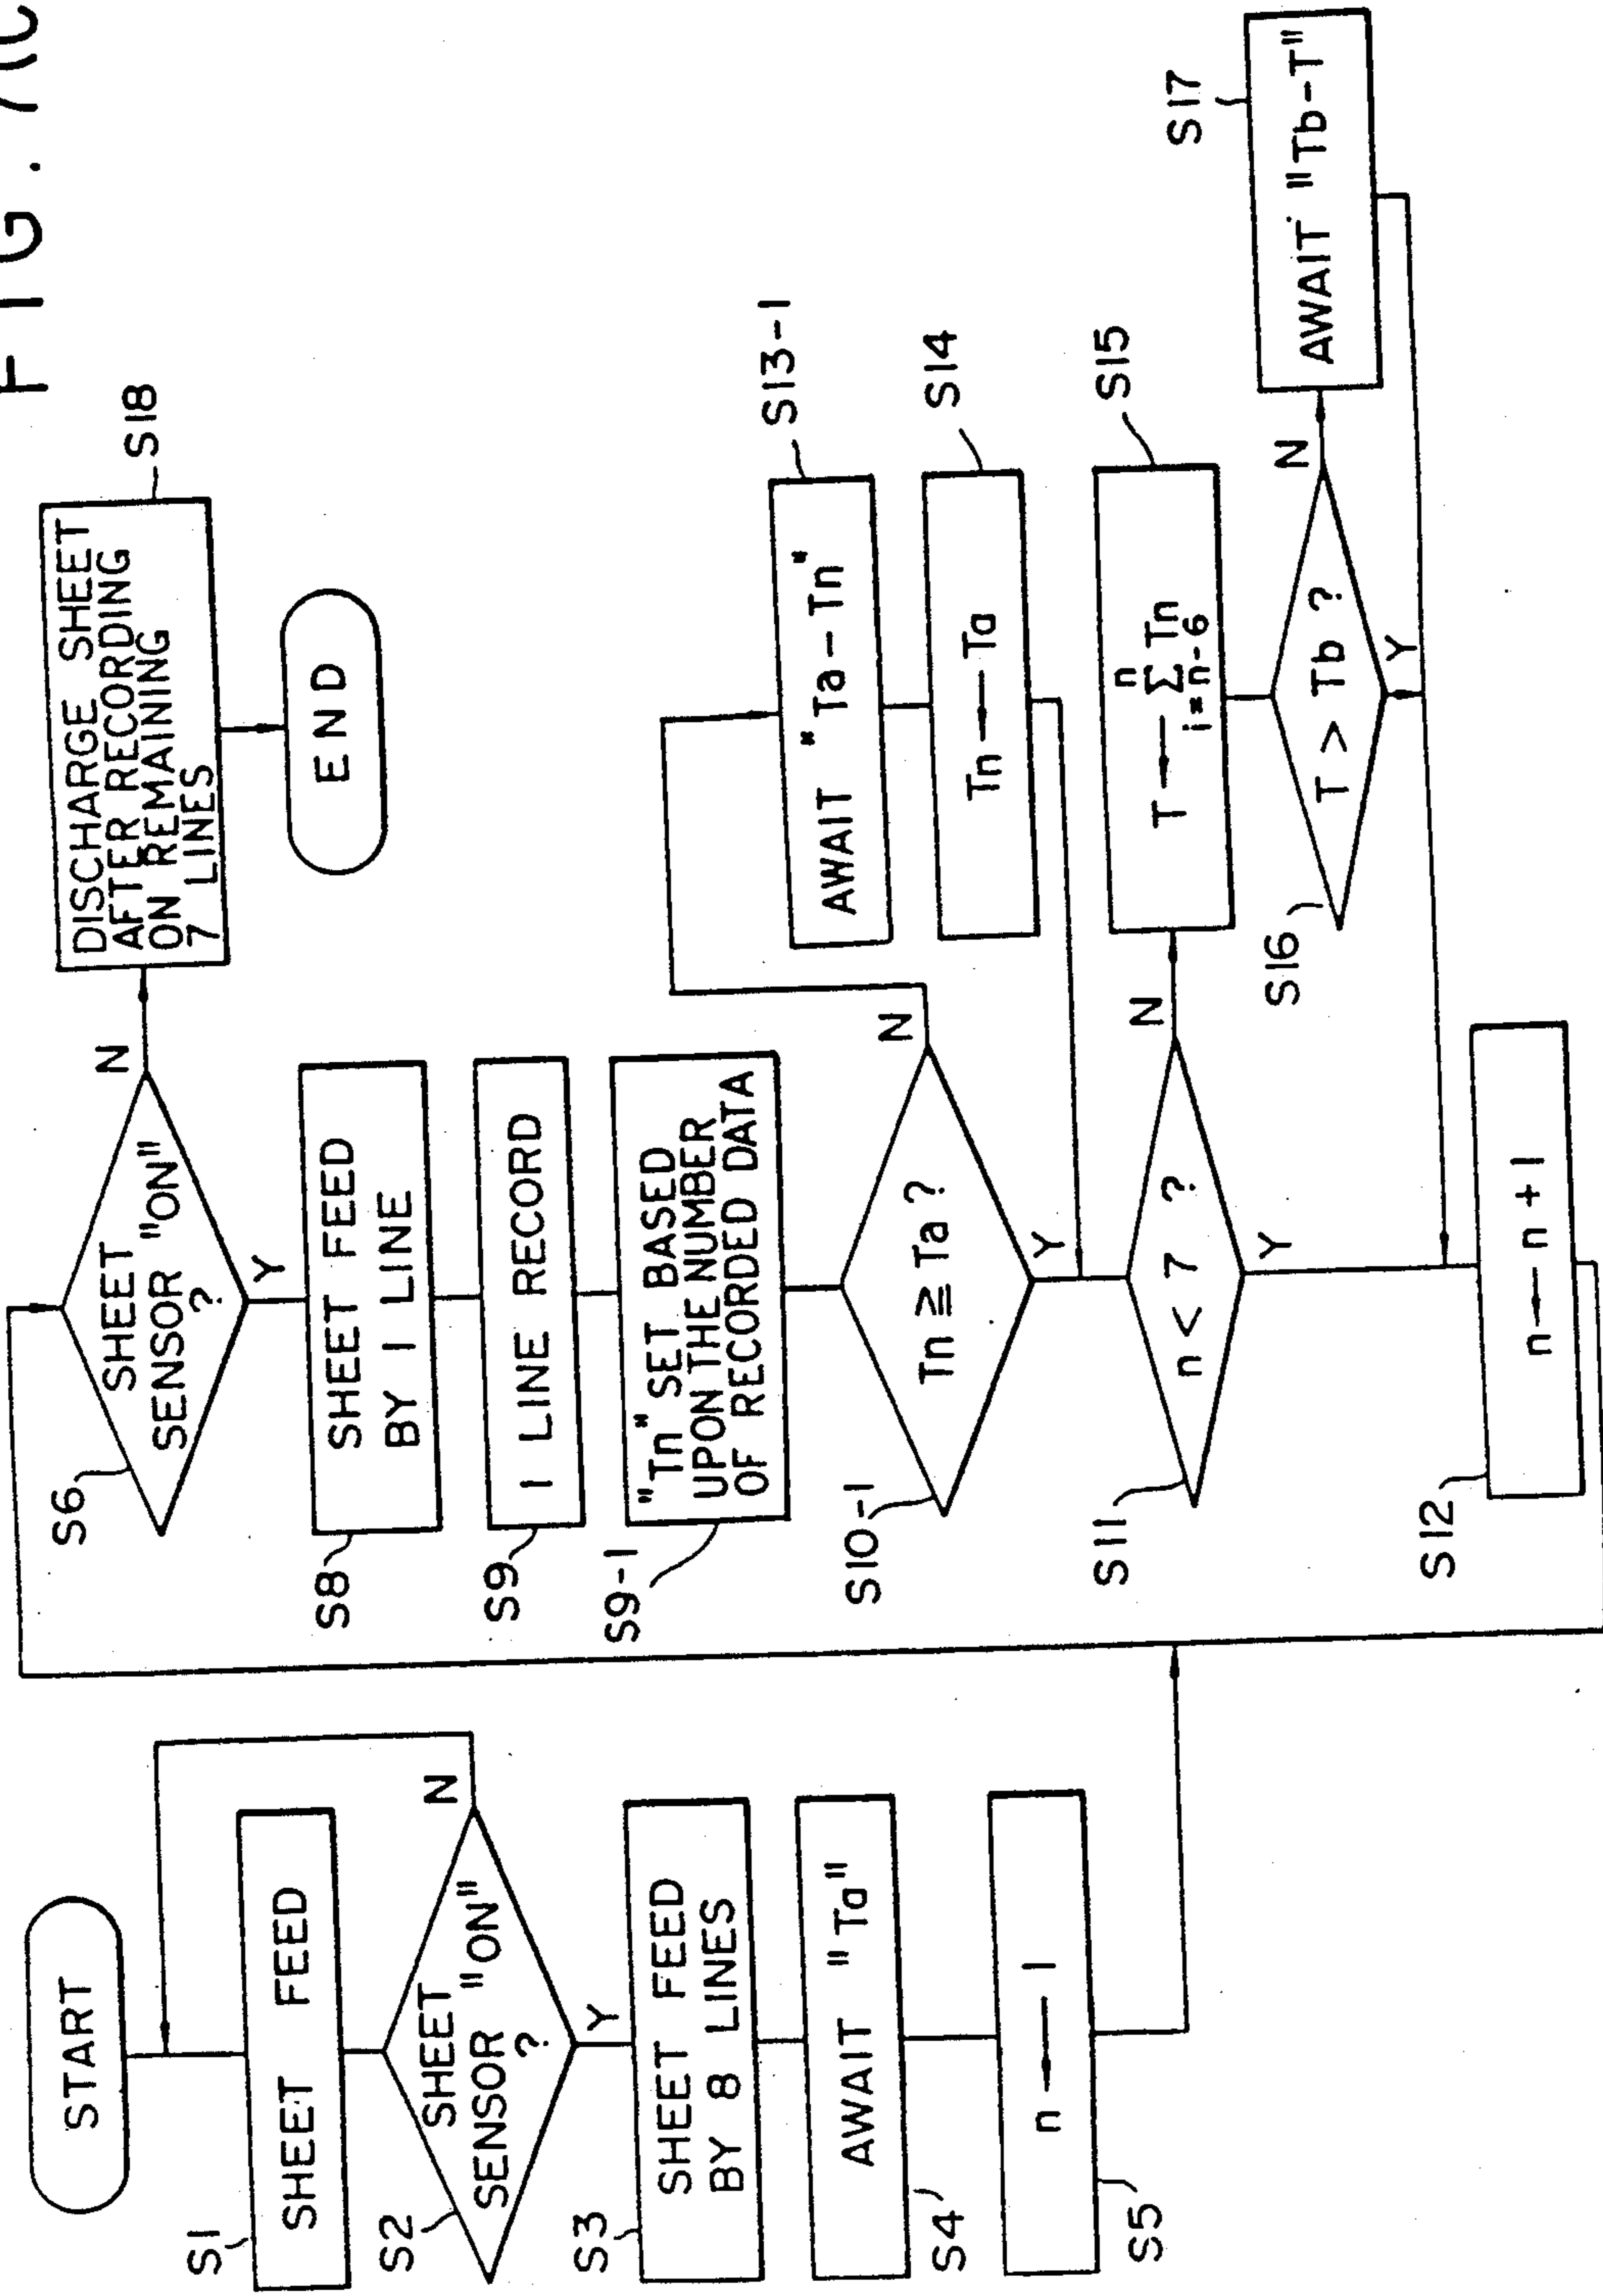 FIG. 7(C
START
S1
SHEET FEED
S2
SHEET
SENSOR "ON"
?
N
Y
S3
SHEET FEED
BY 8 LINES
S4
AWAIT "Ta"
S5
n ← 1
S6
SHEET
SENSOR "ON"
?
N
Y
DISCHARGE SHEET
AFTER RECORDING
ON REMAINING
7 LINES
S18
END
S8
SHEET FEED
BY 1 LINE
S9
1 LINE RECORD
S9-1
"Tn" SET BASED
UPON THE NUMBER
OF RECORDED DATA
S10-1
Tn ≧ Ta ?
N
Y
S13-1
AWAIT "Ta-Tn"
S14
Tn ← Ta
S11
n < 7 ?
N
Y
S15
n
T ← Σ Tn
i=n-6
S16
T > Tb ?
N
Y
S17
AWAIT "Tb-T"
S12
n ← n + 1